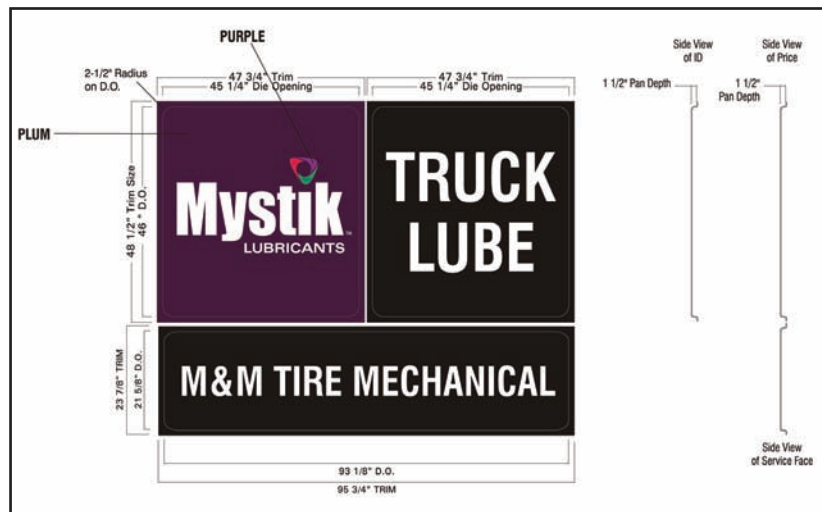 PURPLE
Side View
of ID
Side View
of Price
2-1/2" Radius
on D.O.
47 3/4" Trim
45 1/4" Die Opening
47 3/4" Trim
45 1/4" Die Opening
1 1/2" Pan Depth
1 1/2"
Pan Depth
PLUM
48 1/2" Trim Size
46 " D.O.
Mystik
LUBRICANTS
TRUCK
LUBE
23 7/8" TRIM
21 5/8" D.O.
M&M TIRE MECHANICAL
Side View
of Service Face
93 1/8" D.O.
95 3/4" TRIM